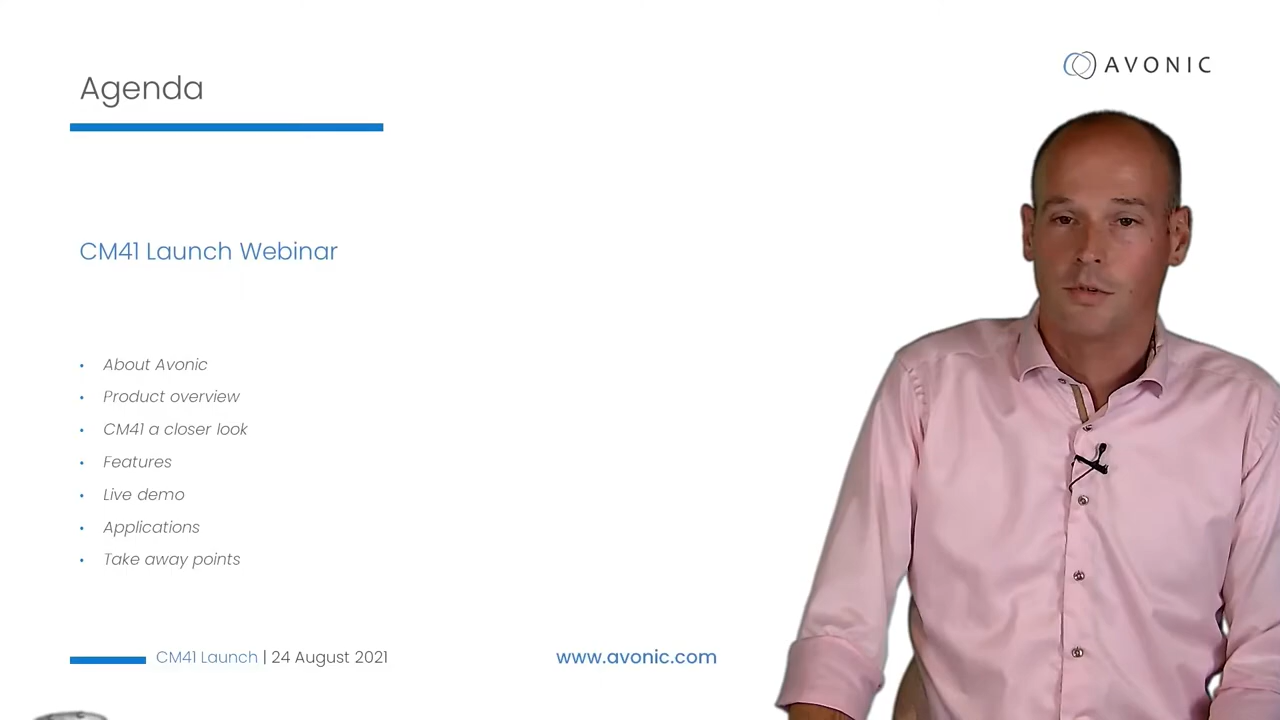 Agenda
AVONIC
CM41 Launch Webinar
• About Avonic
• Product overview
• CM41 a closer look
• Features
• Live demo
• Applications
• Take away points
CM41 Launch | 24 August 2021
www.avonic.com